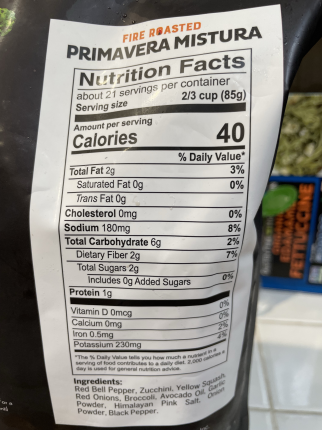 FIRE ROASTED
PRIMAVERA MISTURA
Nutrition Facts
about 21 servings per container
Serving size 2/3 cup (85g)
Amount per serving
Calories 40
% Daily Value*
Total Fat 2g 3%
Saturated Fat 0g 0%
Trans Fat 0g
Cholesterol 0mg 0%
Sodium 180mg 8%
Total Carbohydrate 6g 2%
Dietary Fiber 2g 7%
Total Sugars 2g
Includes 0g Added Sugars 0%
Protein 1g
Vitamin D 0mcg 0%
Calcium 0mg 0%
Iron 0.5mg 2%
Potassium 230mg 4%
*The % Daily Value tells you how much a nutrient in a
serving of food contributes to a daily diet. 2,000 calories a
day is used for general nutrition advice.
Ingredients:
Red Bell Pepper, Zucchini, Yellow Squash,
Red Onions, Broccoli, Avocado Oil, Garlic
Powder, Himalayan Pink Salt, Onion
Powder, Black Pepper.
FETTUCCINE